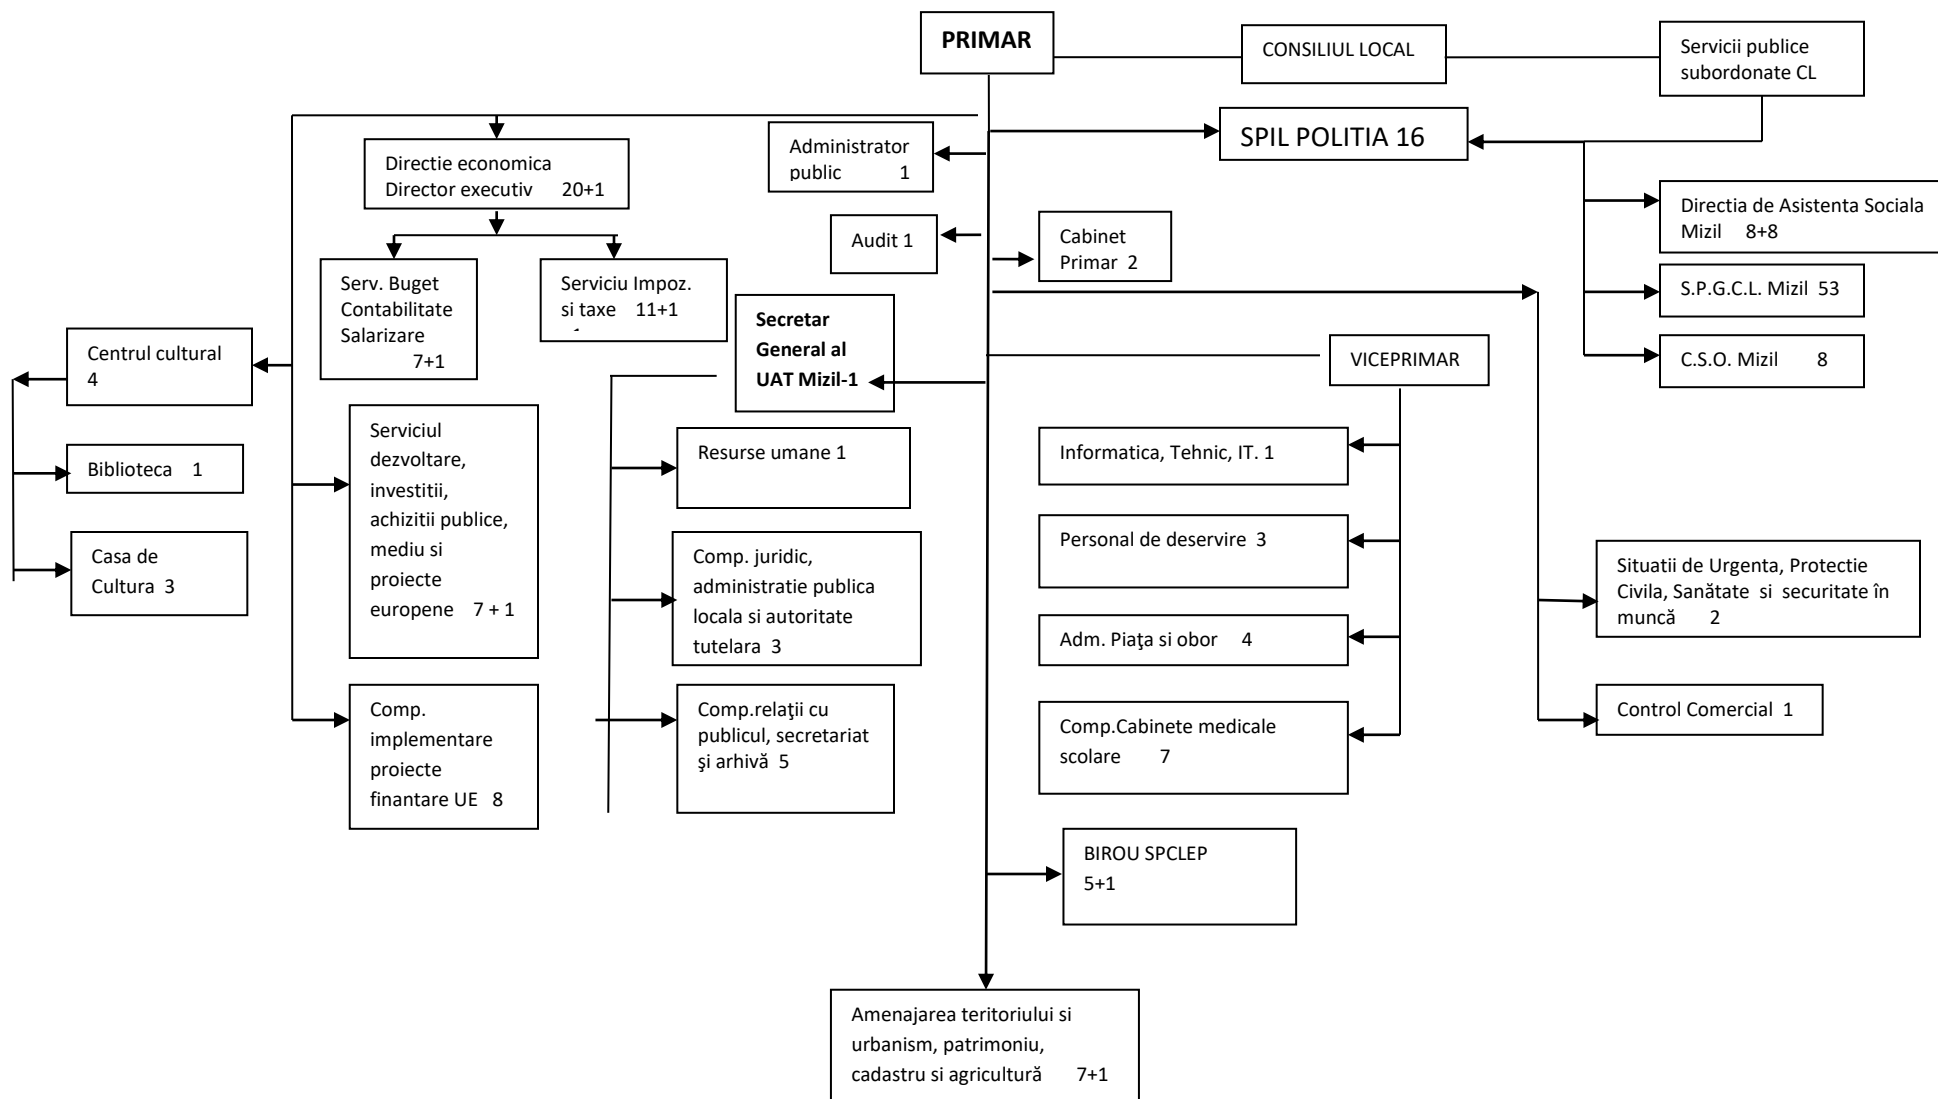 PRIMAR
CONSILIUL LOCAL
Servicii publice
subordonate CL
SPIL POLITIA 16
Administrator
public 1
Directie economica
Director executiv 20+1
Directia de Asistenta Sociala
Mizil 8+8
Audit 1
Cabinet
Primar 2
Serv. Buget
Contabilitate
Salarizare
7+1
Serviciu Impoz.
si taxe 11+1
S.P.G.C.L. Mizil 53
Secretar
General al
UAT Mizil-1
Centrul cultural
4
VICEPRIMAR
C.S.O. Mizil 8
Biblioteca 1
Casa de
Cultura 3
Serviciul
dezvoltare,
investitii,
achizitii publice,
mediu si
proiecte
europene 7 + 1
Resurse umane 1
Informatica, Tehnic, IT. 1
Comp. juridic,
administratie publica
locala si autoritate
tutelara 3
Personal de deservire 3
Situatii de Urgenta, Protectie
Civila, Sanătate si securitate în
muncă 2
Adm. Piaţa si obor 4
Comp.
implementare
proiecte
finantare UE 8
Comp.relaţii cu
publicul, secretariat
şi arhivă 5
Comp.Cabinete medicale
scolare 7
Control Comercial 1
BIROU SPCLEP
5+1
Amenajarea teritoriului si
urbanism, patrimoniu,
cadastru si agricultură 7+1